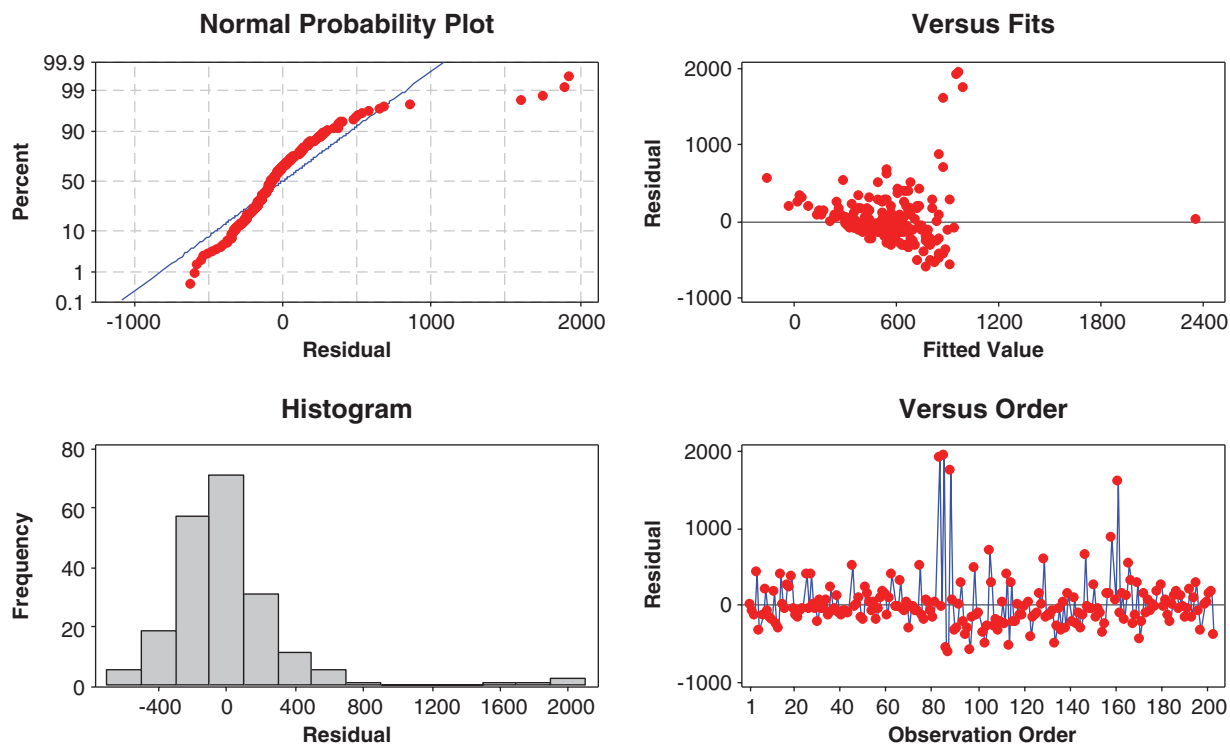 Normal Probability Plot
99.9
99
90
50
10
1
0.1
Percent
-1000 0 1000 2000
Residual
Versus Fits
2000
1000
0
-1000
Residual
0 600 1200 1800 2400
Fitted Value
Histogram
80
60
40
20
0
Frequency
-400 0 400 800 1200 1600 2000
Residual
Versus Order
2000
1000
0
-1000
Residual
1 20 40 60 80 100 120 140 160 180 200
Observation Order